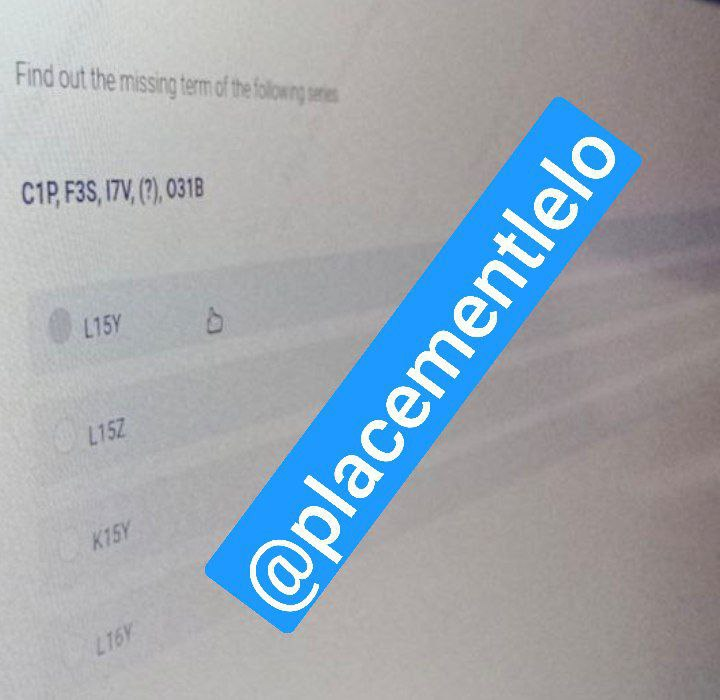 Find out the missing term of the following series
C1P, F3S, I7V, (?), O31B
L15Y
L15Z
K15Y
L16Y
@placementlelo